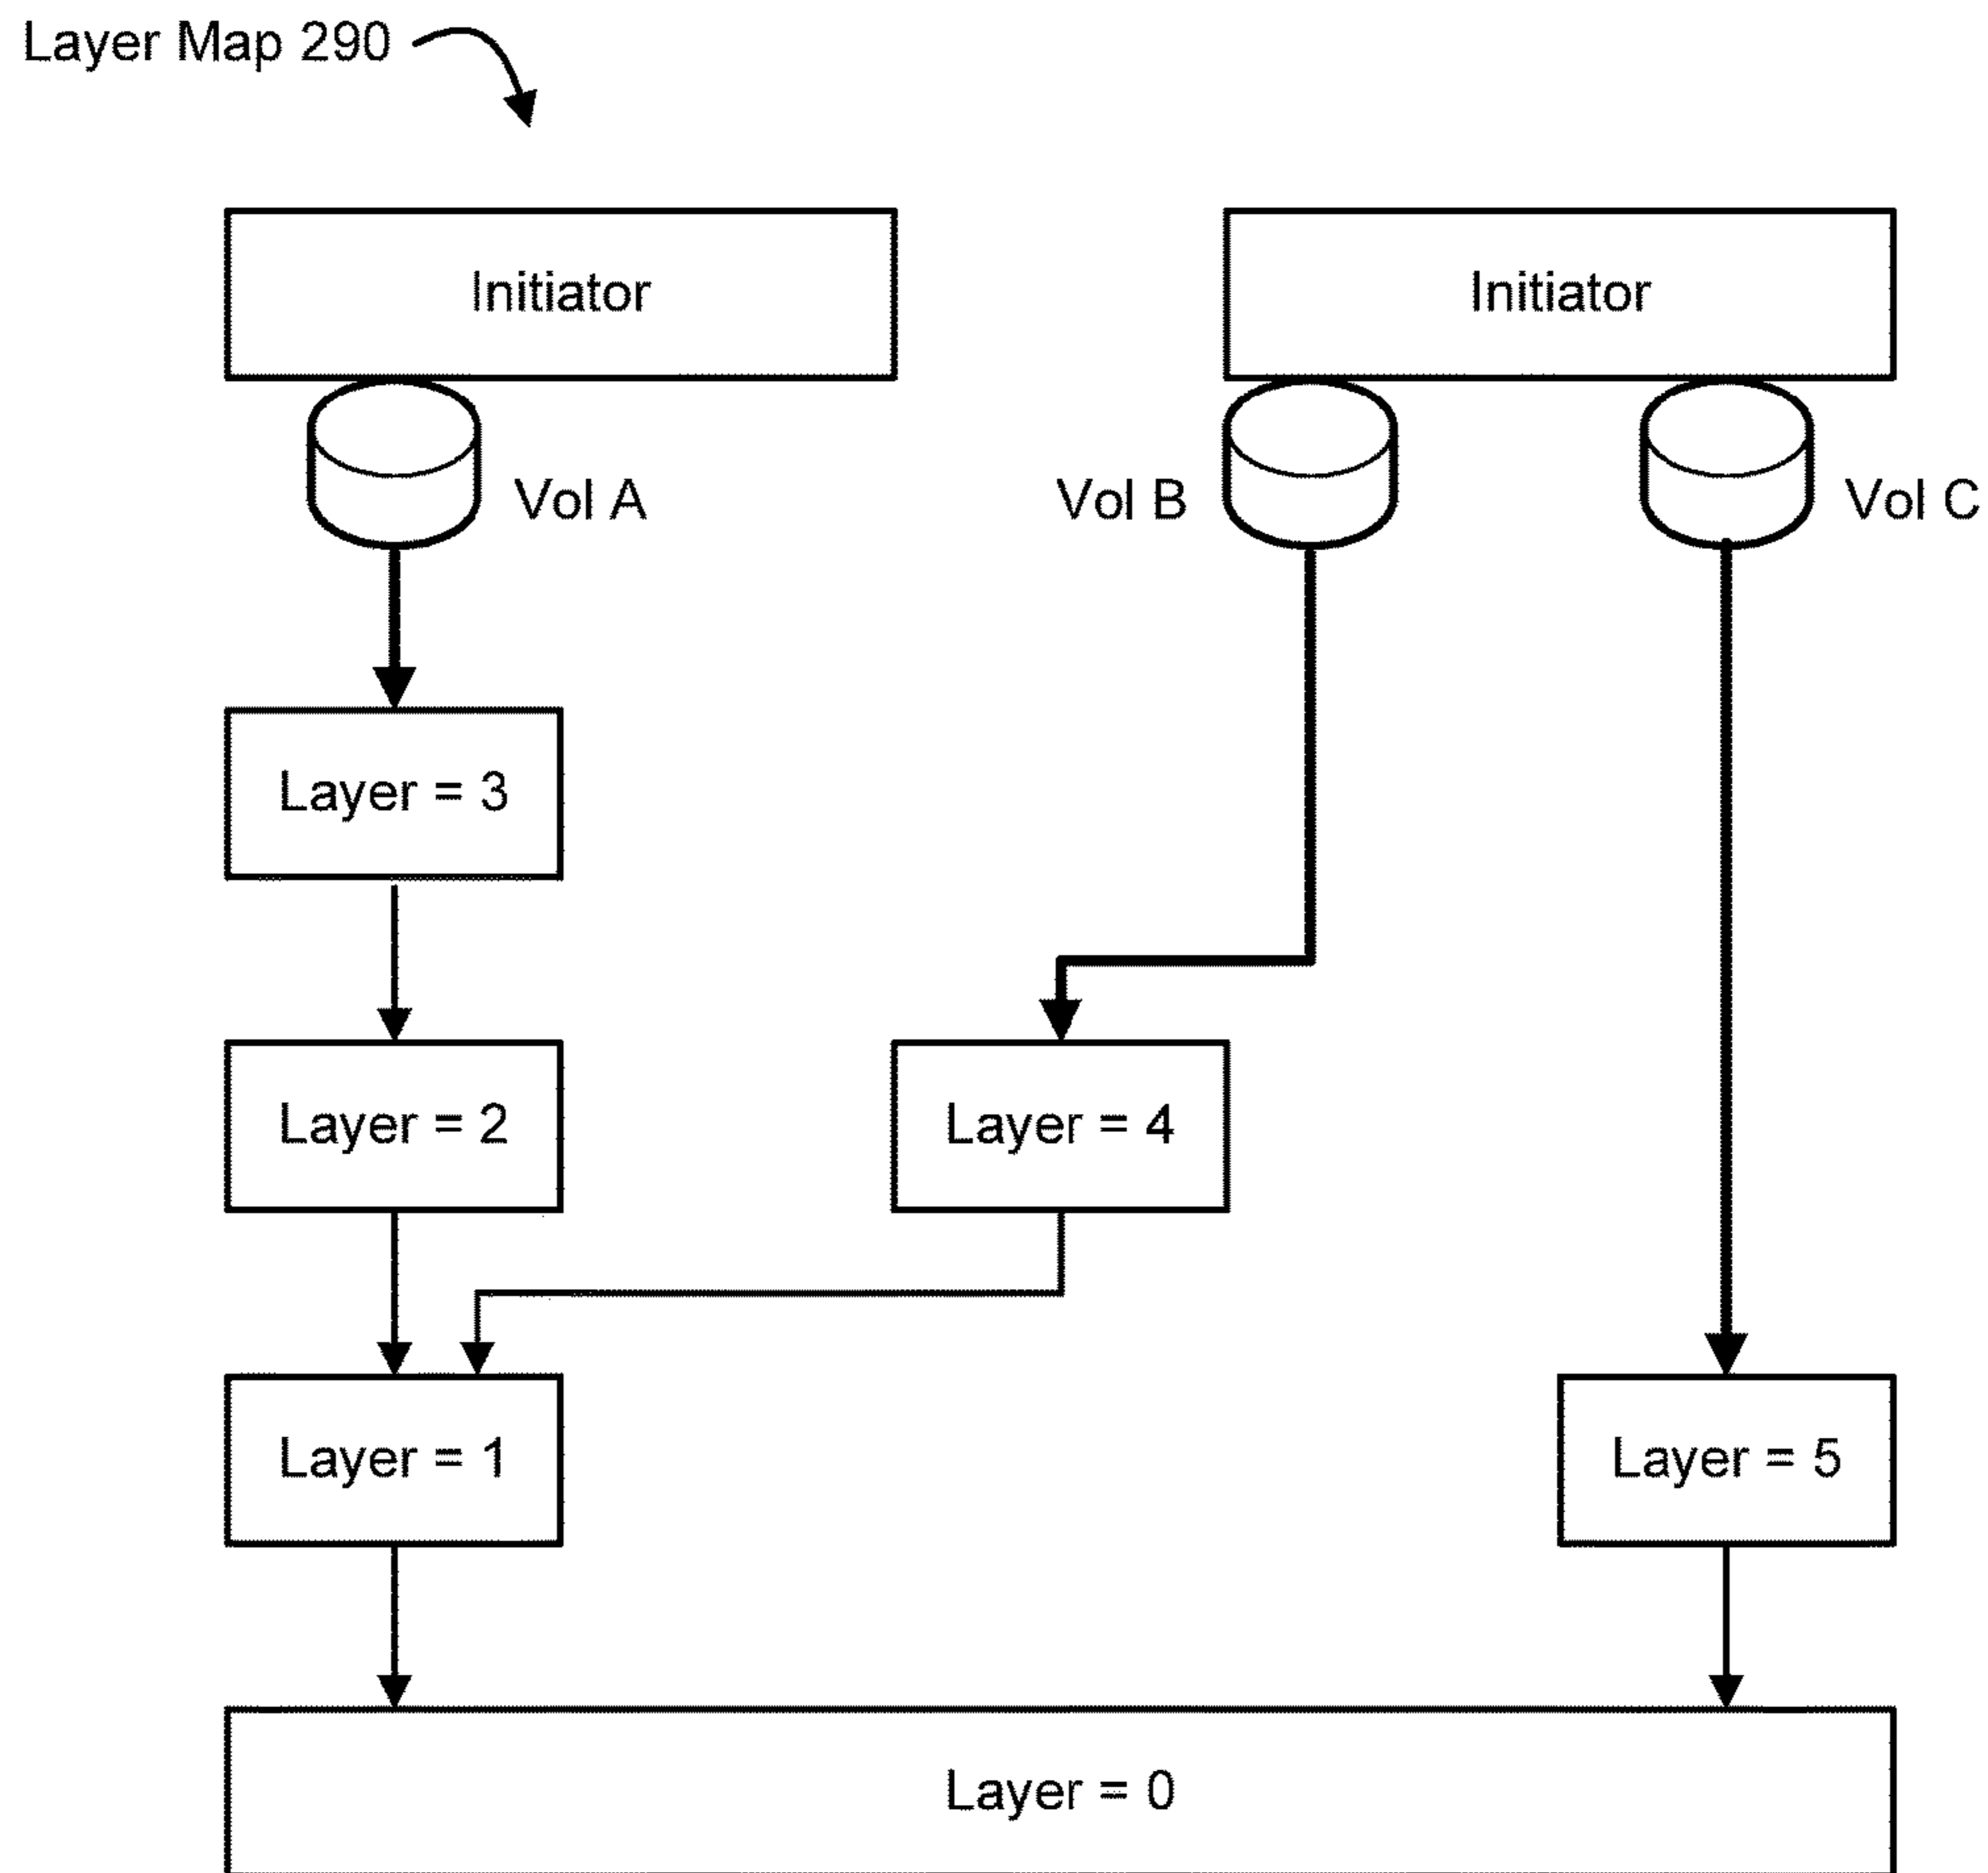 Layer Map 290
Initiator
Initiator
Vol A
Vol B
Vol C
Layer = 3
Layer = 2
Layer = 4
Layer = 1
Layer = 5
Layer = 0